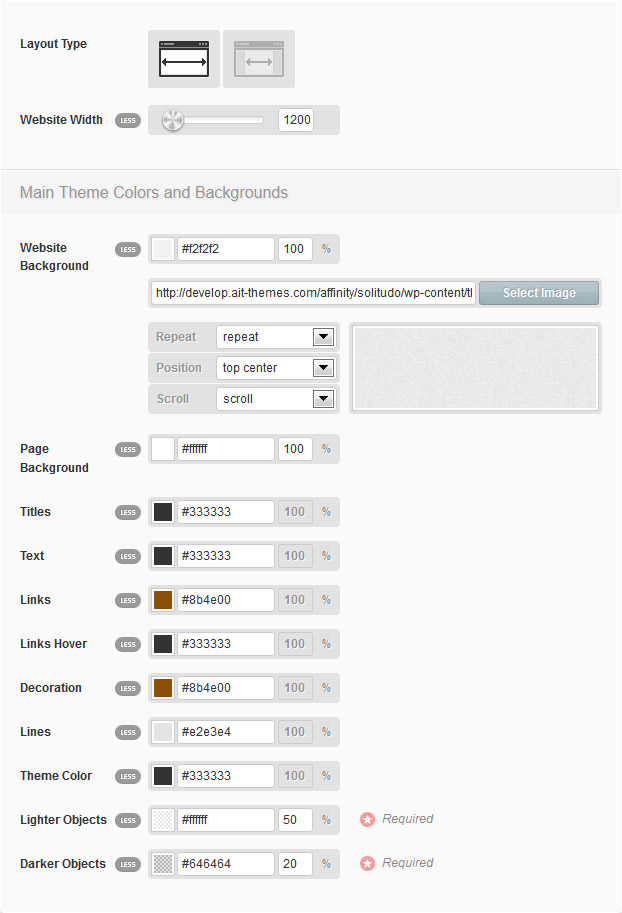 Layout Type
Website Width LESS 1200
Main Theme Colors and Backgrounds
Website Background LESS #f2f2f2 100 %
http://develop.ait-themes.com/affinity/solitudo/wp-content/tl Select Image
Repeat repeat
Position top center
Scroll scroll
Page Background LESS #ffffff 100 %
Titles LESS #333333 100 %
Text LESS #333333 100 %
Links LESS #8b4e00 100 %
Links Hover LESS #333333 100 %
Decoration LESS #8b4e00 100 %
Lines LESS #e2e3e4 100 %
Theme Color LESS #333333 100 %
Lighter Objects LESS #ffffff 50 % Required
Darker Objects LESS #646464 20 % Required